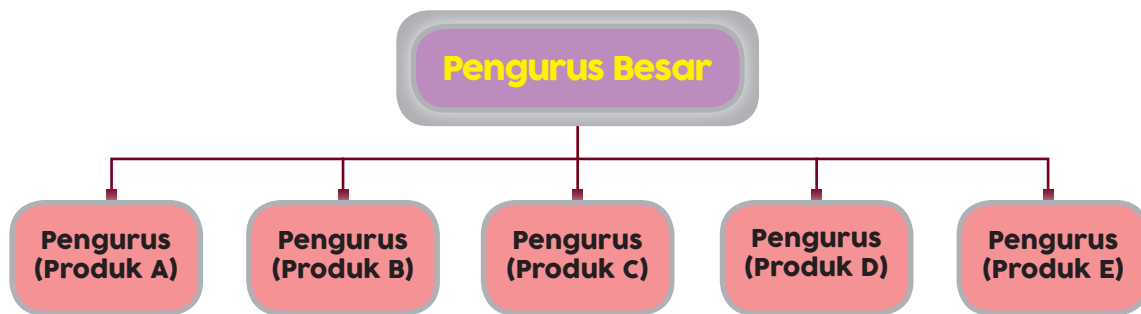 Pengurus Besar
Pengurus
(Produk A)
Pengurus
(Produk B)
Pengurus
(Produk C)
Pengurus
(Produk D)
Pengurus
(Produk E)